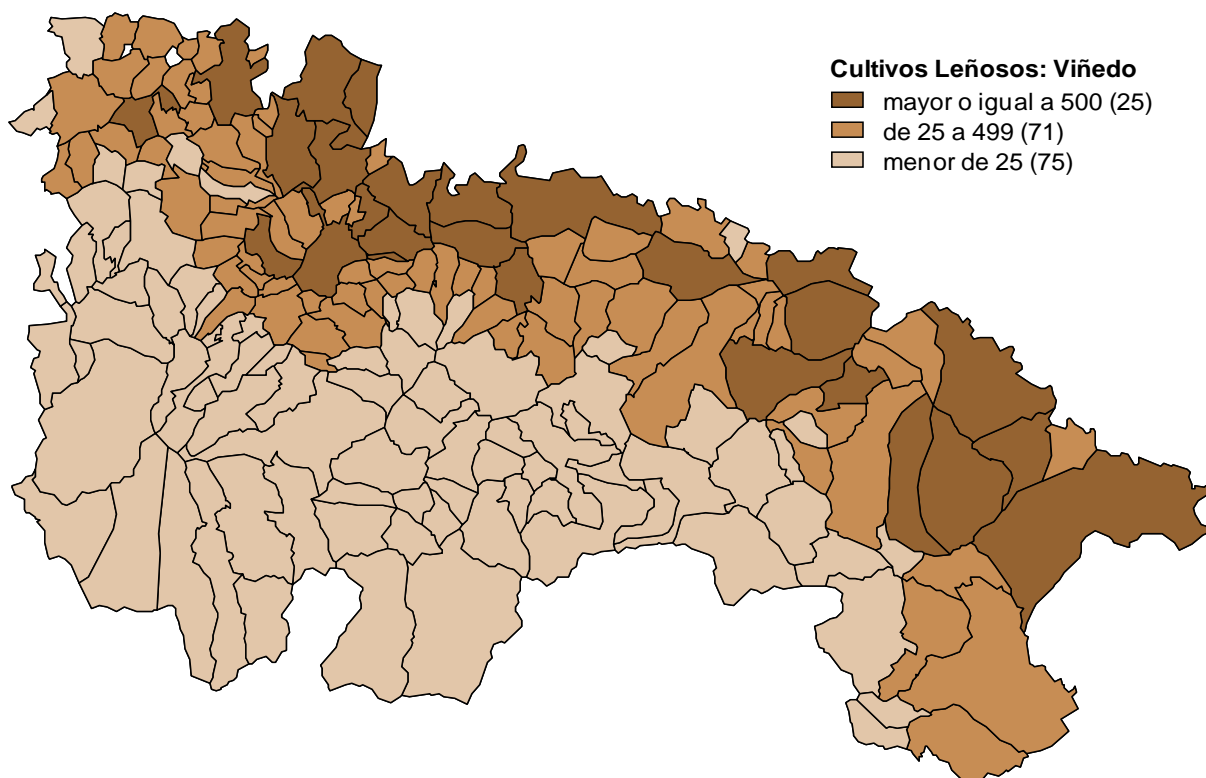 Cultivos Leñosos: Viñedo
mayor o igual a 500 (25)
de 25 a 499 (71)
menor de 25 (75)